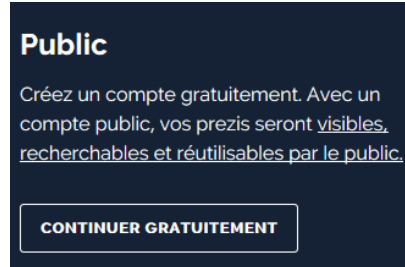 Public
Créez un compte gratuitement. Avec un
compte public, vos prezis seront visibles,
recherchables et réutilisables par le public.
CONTINUER GRATUITEMENT